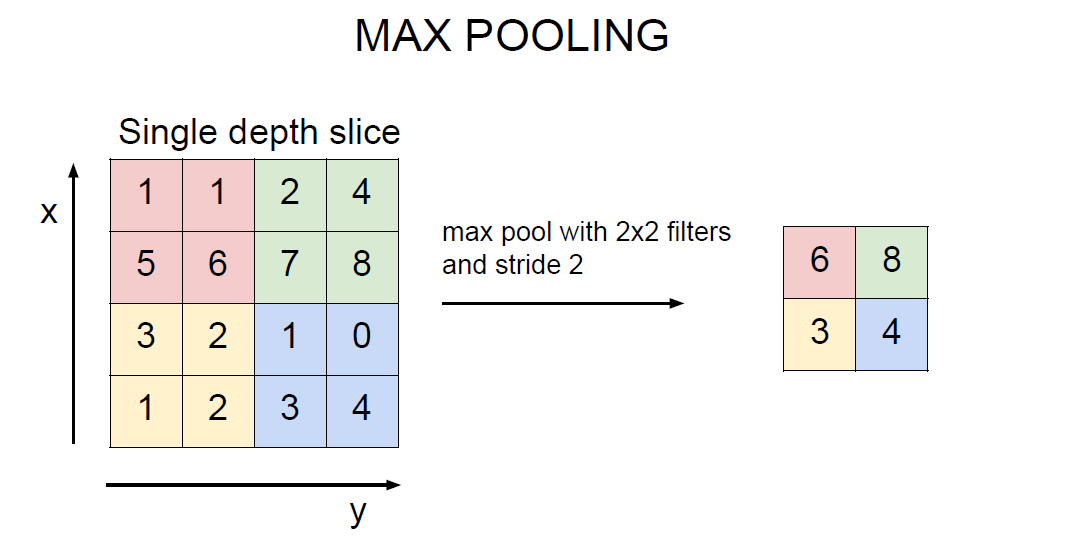 MAX POOLING
Single depth slice
x
1 1 2 4
5 6 7 8
3 2 1 0
1 2 3 4
y
max pool with 2x2 filters
and stride 2
6 8
3 4